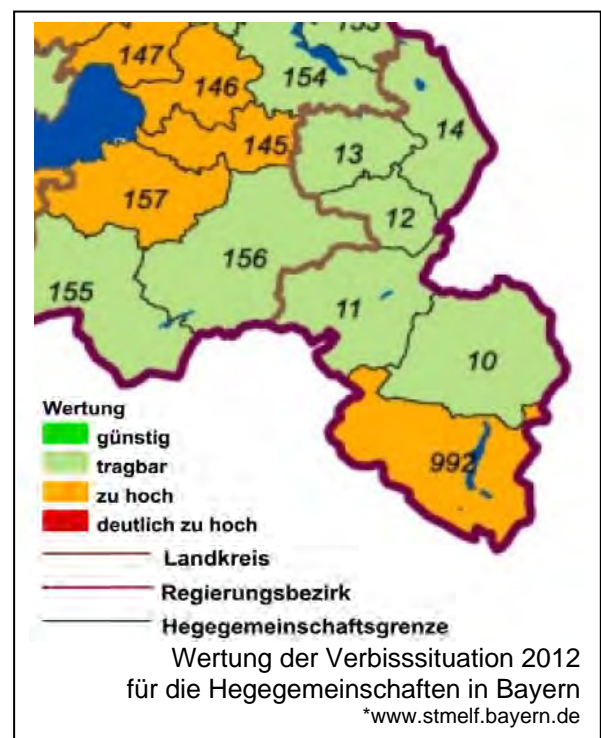 153
147
146
154
14
145
13
157
12
156
155
11
10
992
Wertung
günstig
tragbar
zu hoch
deutlich zu hoch
Landkreis
Regierungsbezirk
Hegegemeinschaftsgrenze
Wertung der Verbisssituation 2012
für die Hegegemeinschaften in Bayern
*www.stmelf.bayern.de